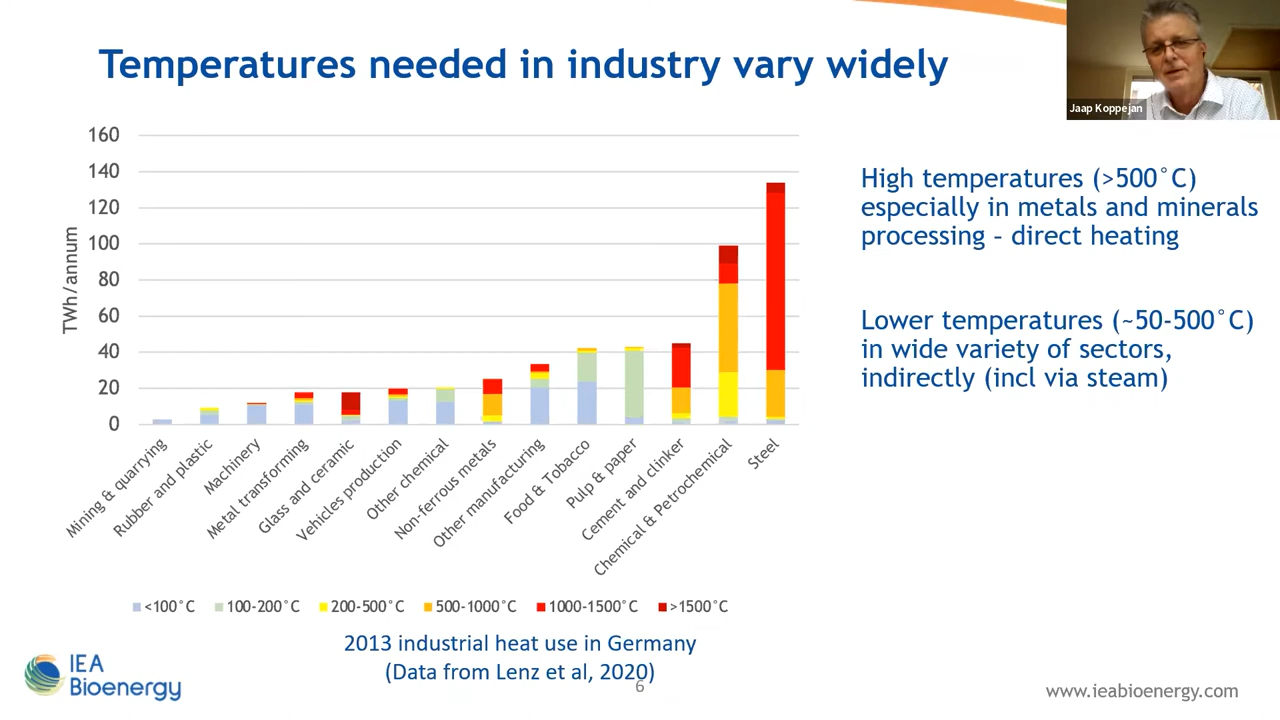 Temperatures needed in industry vary widely
Jaap Koppejan
160
140
120
100
80
60
40
20
0
TWh/annum
Mining & quarrying
Rubber and plastic
Machinery
Metal transforming
Glass and ceramic
Vehicles production
Other chemical
Non-ferrous metals
Other manufacturing
Food & Tobacco
Pulp & paper
Cement and clinker
Chemical & Petrochemical
Steel
<100°C 100-200°C 200-500°C 500-1000°C 1000-1500°C >1500°C
2013 industrial heat use in Germany
(Data from Lenz et al, 2020)
High temperatures (>500°C)
especially in metals and minerals
processing – direct heating
Lower temperatures (~50-500°C)
in wide variety of sectors,
indirectly (incl via steam)
IEA
Bioenergy
6
www.ieabioenergy.com